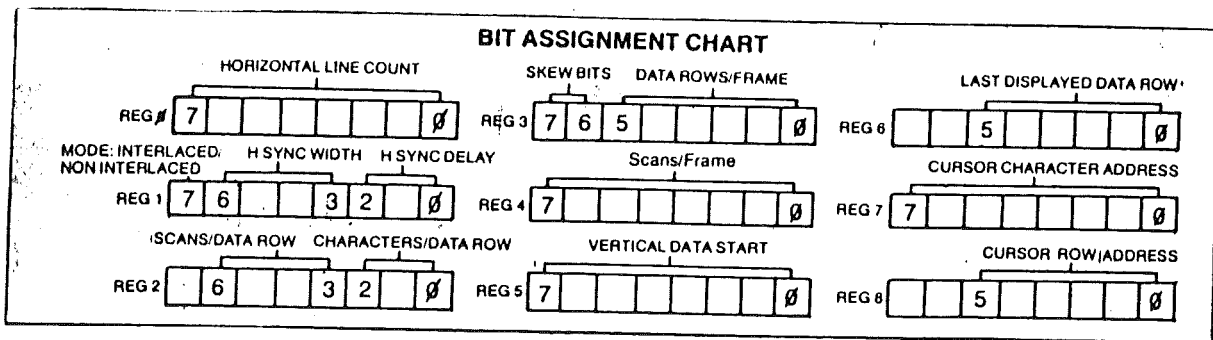 BIT ASSIGNMENT CHART
HORIZONTAL LINE COUNT
REG Ø 7 Ø
MODE: INTERLACED/
NON INTERLACED
H SYNC WIDTH H SYNC DELAY
REG 1 7 6 3 2 Ø
SCANS/DATA ROW CHARACTERS/DATA ROW
REG 2 6 3 2 Ø
SKEW BITS DATA ROWS/FRAME
REG 3 7 6 5 Ø
Scans/Frame
REG 4 7 Ø
VERTICAL DATA START
REG 5 7 Ø
LAST DISPLAYED DATA ROW
REG 6 5 Ø
CURSOR CHARACTER ADDRESS
REG 7 7 Ø
CURSOR ROW ADDRESS
REG 8 5 Ø